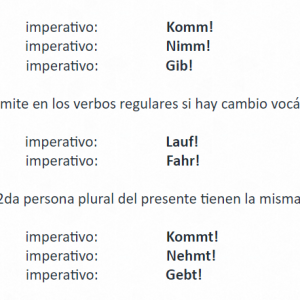 imperativo: Komm!
imperativo: Nimm!
imperativo: Gib!
mite en los verbos regulares si hay cambio vocá
imperativo: Lauf!
imperativo: Fahr!
2da persona plural del presente tienen la misma
imperativo: Kommt!
imperativo: Nehmt!
imperativo: Gebt!